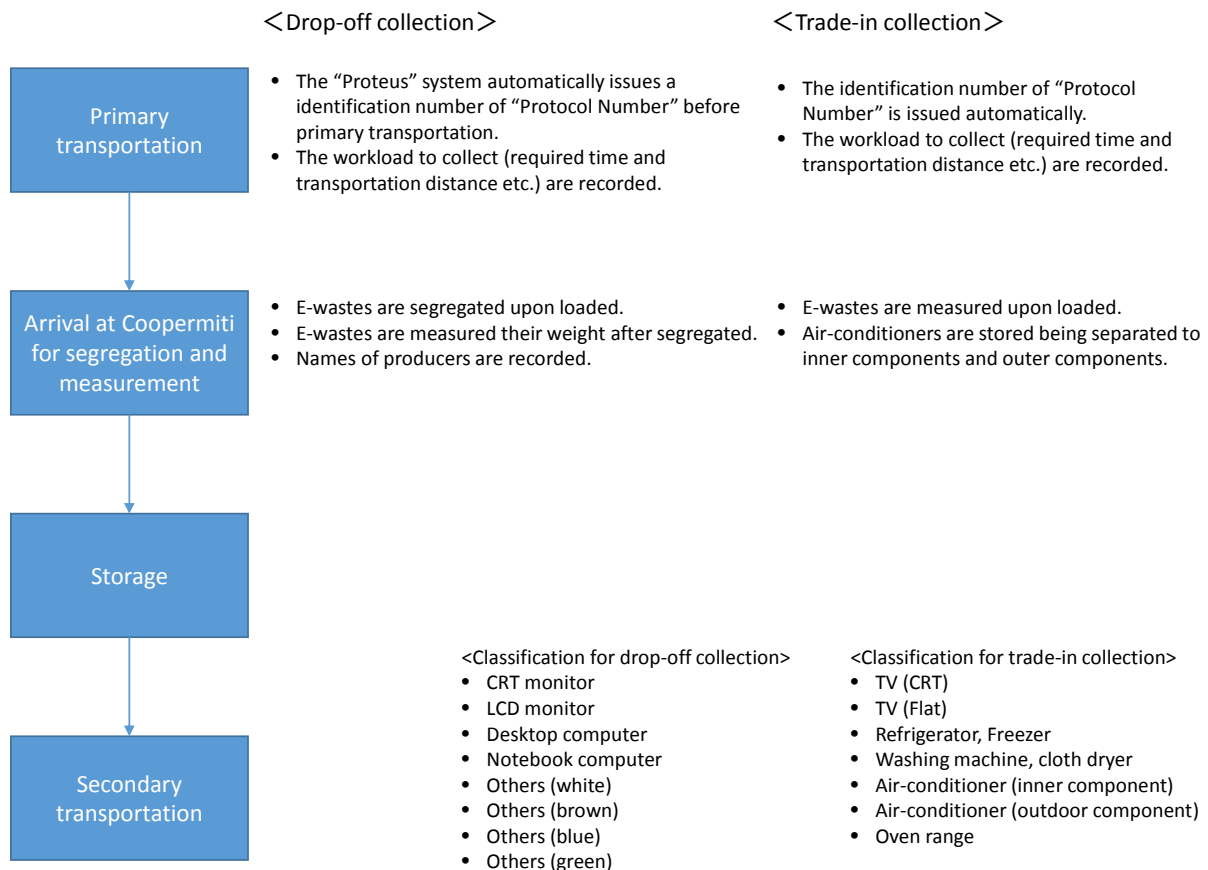 ＜Drop-off collection＞
＜Trade-in collection＞
Primary
transportation
• The “Proteus” system automatically issues a
identification number of “Protocol Number” before
primary transportation.
• The workload to collect (required time and
transportation distance etc.) are recorded.
• The identification number of “Protocol
Number” is issued automatically.
• The workload to collect (required time and
transportation distance etc.) are recorded.
Arrival at Coopermiti
for segregation and
measurement
• E-wastes are segregated upon loaded.
• E-wastes are measured their weight after segregated.
• Names of producers are recorded.
• E-wastes are measured upon loaded.
• Air-conditioners are stored being separated to
inner components and outer components.
Storage
Secondary
transportation
<Classification for drop-off collection>
• CRT monitor
• LCD monitor
• Desktop computer
• Notebook computer
• Others (white)
• Others (brown)
• Others (blue)
• Others (green)
<Classification for trade-in collection>
• TV (CRT)
• TV (Flat)
• Refrigerator, Freezer
• Washing machine, cloth dryer
• Air-conditioner (inner component)
• Air-conditioner (outdoor component)
• Oven range